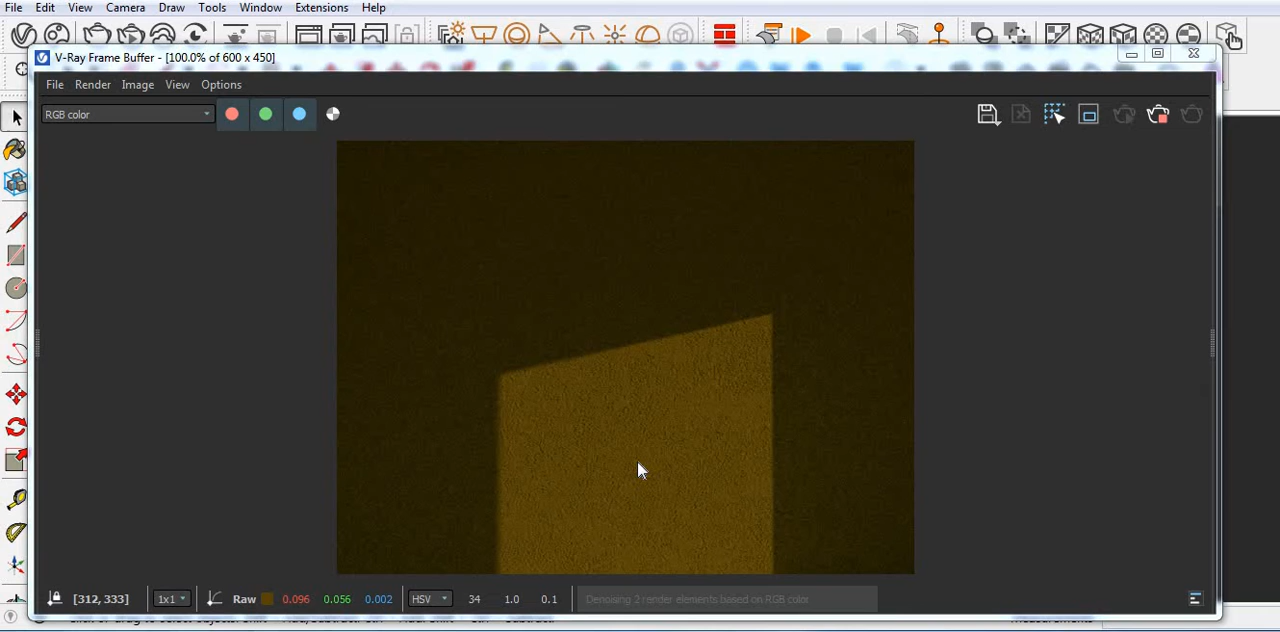 File Edit View Camera Draw Tools Window Extensions Help
V-Ray Frame Buffer - [100.0% of 600 x 450]
File Render Image View Options
RGB color
[312, 333] 1x1 Raw 0.096 0.056 0.002 HSV 34 1.0 0.1 Denoising 2 render elements based on RGB color